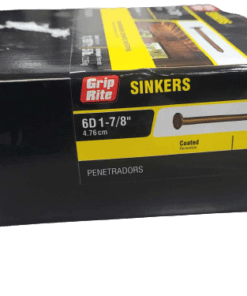 Grip
Rite
SINKERS
6D 1-7/8"
4.76 cm
Coated
PENETRADORS